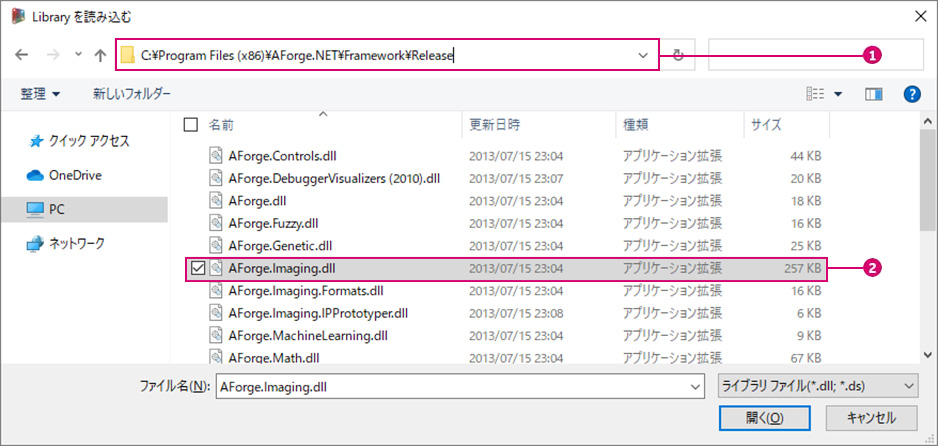 Library を読み込む
C:¥Program Files (x86)¥AForge.NET¥Framework¥Release
1
整理
新しいフォルダー
名前 更新日時 種類 サイズ
クイック アクセス
OneDrive
PC
ネットワーク
AForge.Controls.dll 2013/07/15 23:04 アプリケーション拡張 44 KB
AForge.DebuggerVisualizers (2010).dll 2013/07/15 23:07 アプリケーション拡張 20 KB
AForge.dll 2013/07/15 23:04 アプリケーション拡張 18 KB
AForge.Fuzzy.dll 2013/07/15 23:04 アプリケーション拡張 16 KB
AForge.Genetic.dll 2013/07/15 23:04 アプリケーション拡張 25 KB
AForge.Imaging.dll 2013/07/15 23:04 アプリケーション拡張 257 KB
2
AForge.Imaging.Formats.dll 2013/07/15 23:04 アプリケーション拡張 16 KB
AForge.Imaging.IPPrototyper.dll 2013/07/15 23:08 アプリケーション拡張 6 KB
AForge.MachineLearning.dll 2013/07/15 23:04 アプリケーション拡張 9 KB
AForge.Math.dll 2013/07/15 23:04 アプリケーション拡張 67 KB
ファイル名(N): AForge.Imaging.dll ライブラリ ファイル(*.dll; *.ds)
開く(O) キャンセル